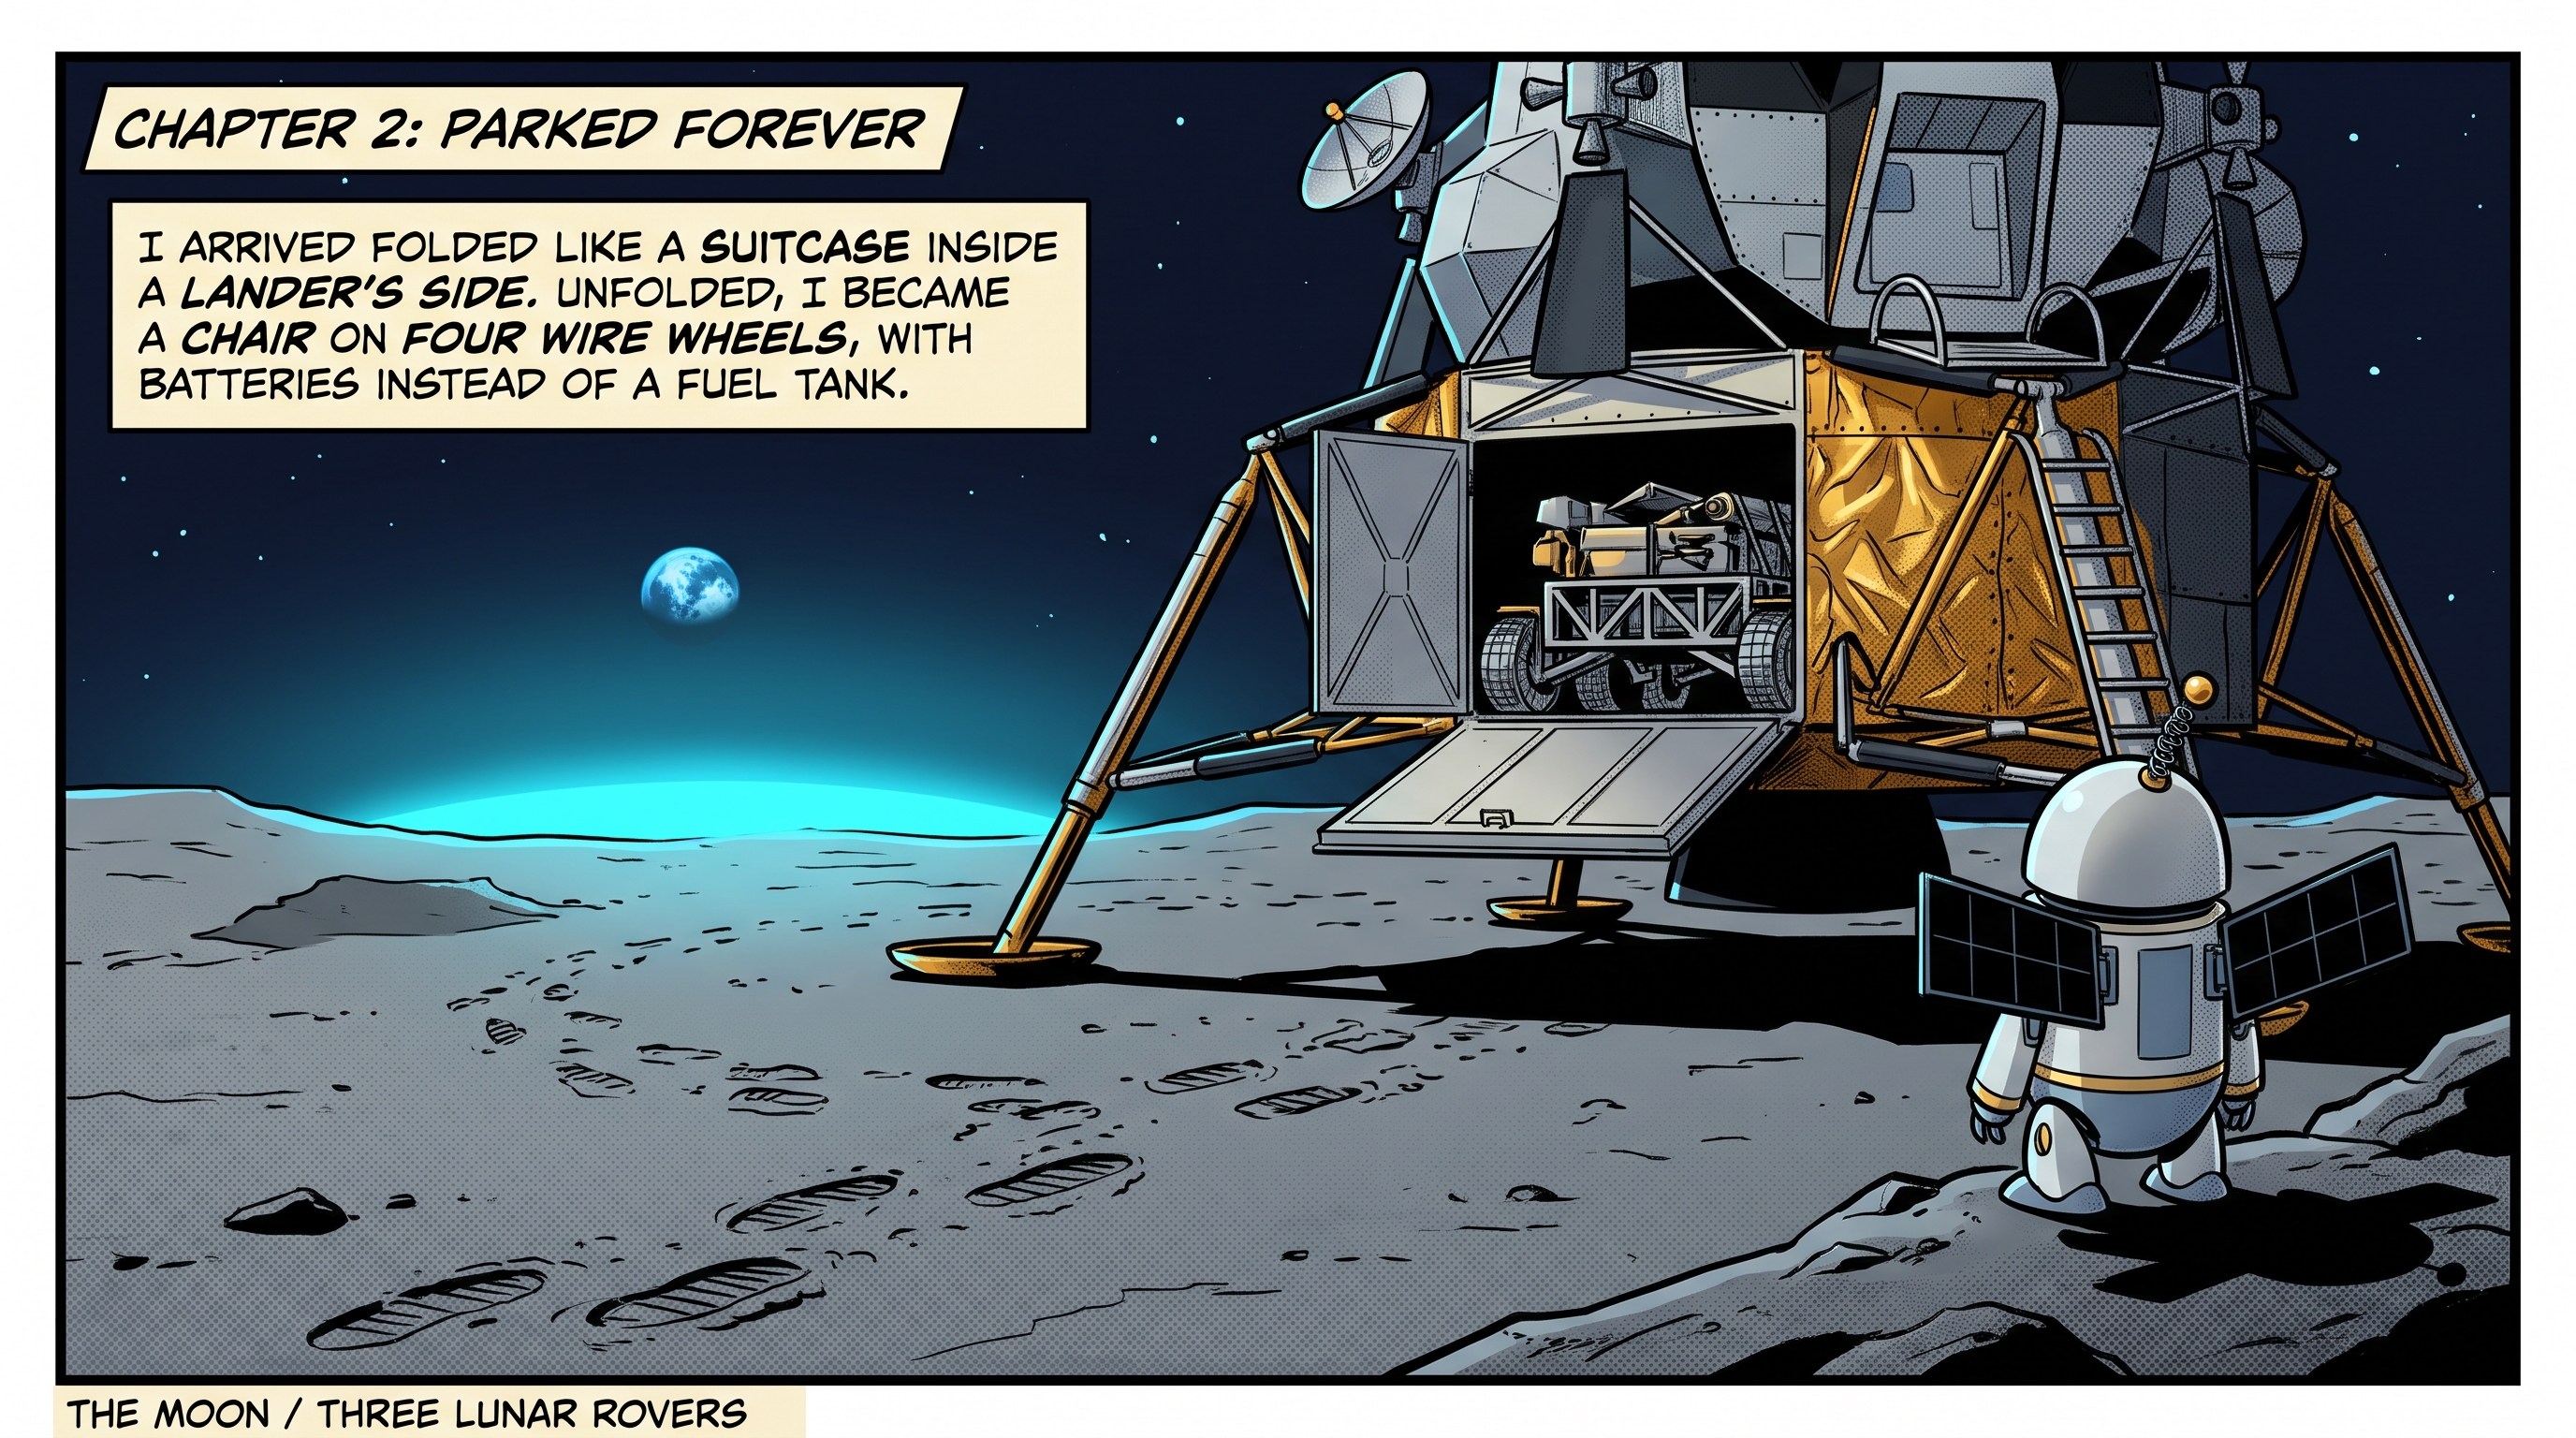 CHAPTER 2: PARKED FOREVER
I ARRIVED FOLDED LIKE A SUITCASE INSIDE
A LANDER'S SIDE. UNFOLDED, I BECAME
A CHAIR ON FOUR WIRE WHEELS, WITH
BATTERIES INSTEAD OF A FUEL TANK.
THE MOON / THREE LUNAR ROVERS